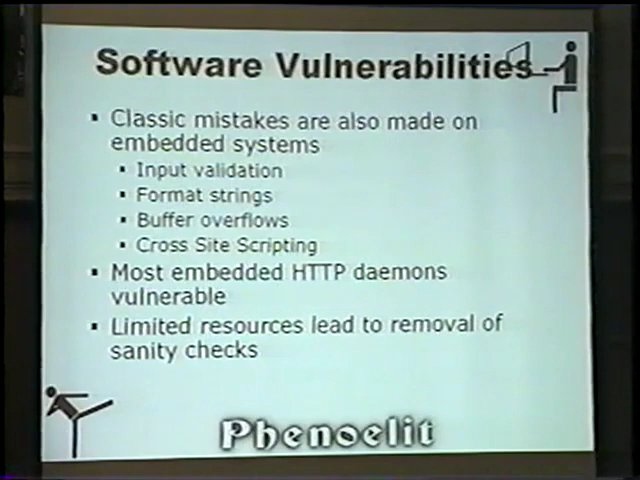 Software Vulnerabilities
▪ Classic mistakes are also made on
embedded systems
▪ Input validation
▪ Format strings
▪ Buffer overflows
▪ Cross Site Scripting
▪ Most embedded HTTP daemons
vulnerable
▪ Limited resources lead to removal of
sanity checks
Phenoelit